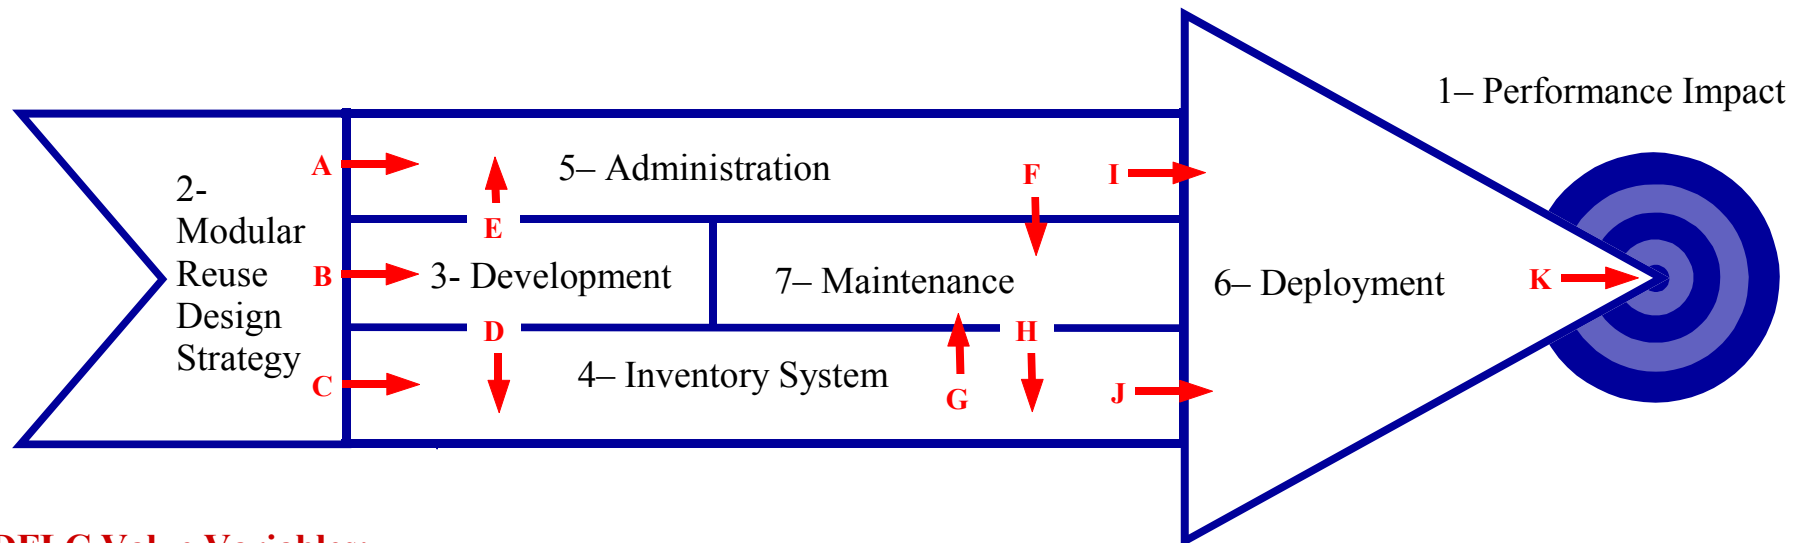 1– Performance Impact
2-
Modular
Reuse
Design
Strategy
A
B
C
5– Administration
E
F
I
3- Development
7– Maintenance
D
H
4– Inventory System
G
J
6– Deployment
K